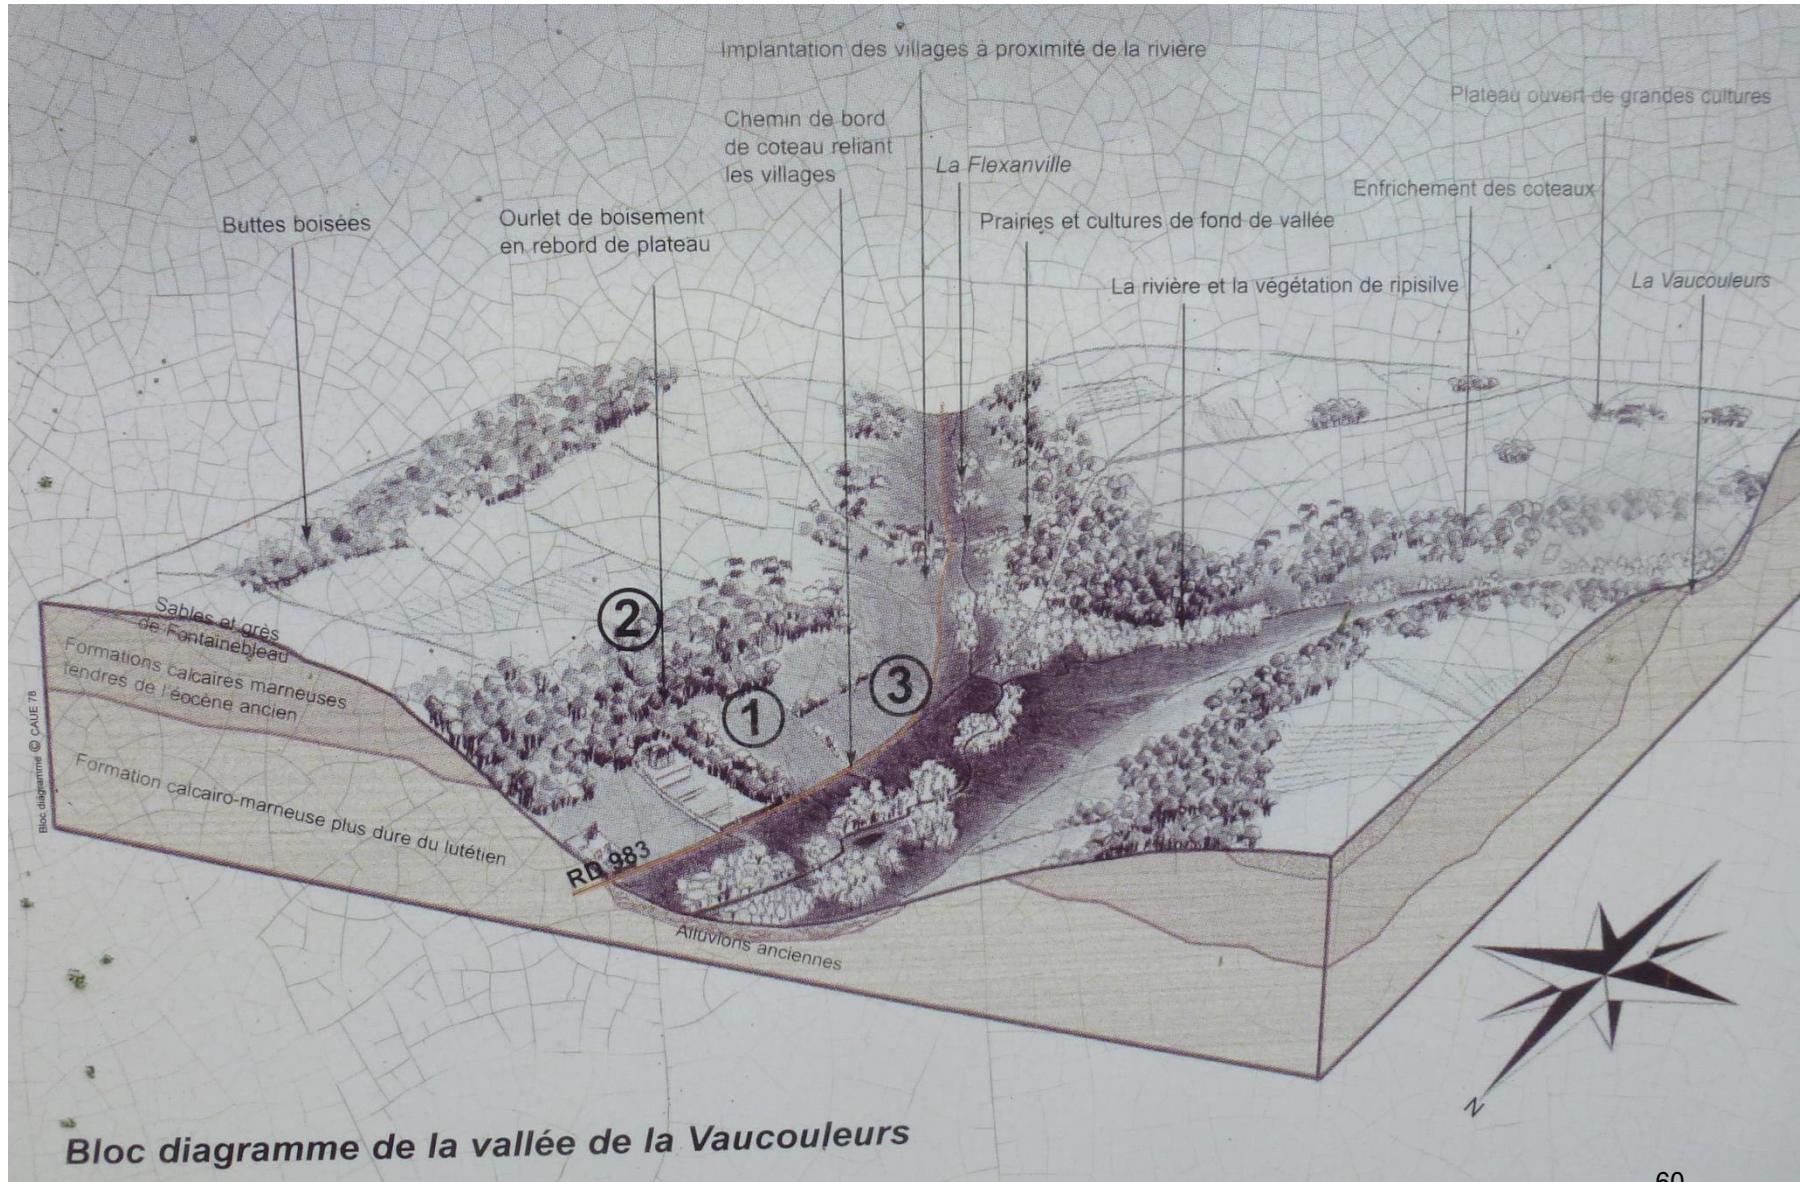 Implantation des villages à proximité de la rivière
Plateau ouvert de grandes cultures
Chemin de bord
de coteau reliant
les villages
La Flexanville
Enfrichement des coteaux
Buttes boisées
Ourlet de boisement
en rebord de plateau
Prairies et cultures de fond de vallée
La rivière et la végétation de ripisilve
La Vaucouleurs
2
1
3
Sables et grès
de Fontainebleau
Formations calcaires marneuses
tendres de l'éocène ancien
Formation calcairo-marneuse plus dure du lutétien
Bloc diagramme © CAUE 78
RD 983
Alluvions anciennes
N
Bloc diagramme de la vallée de la Vaucouleurs
60